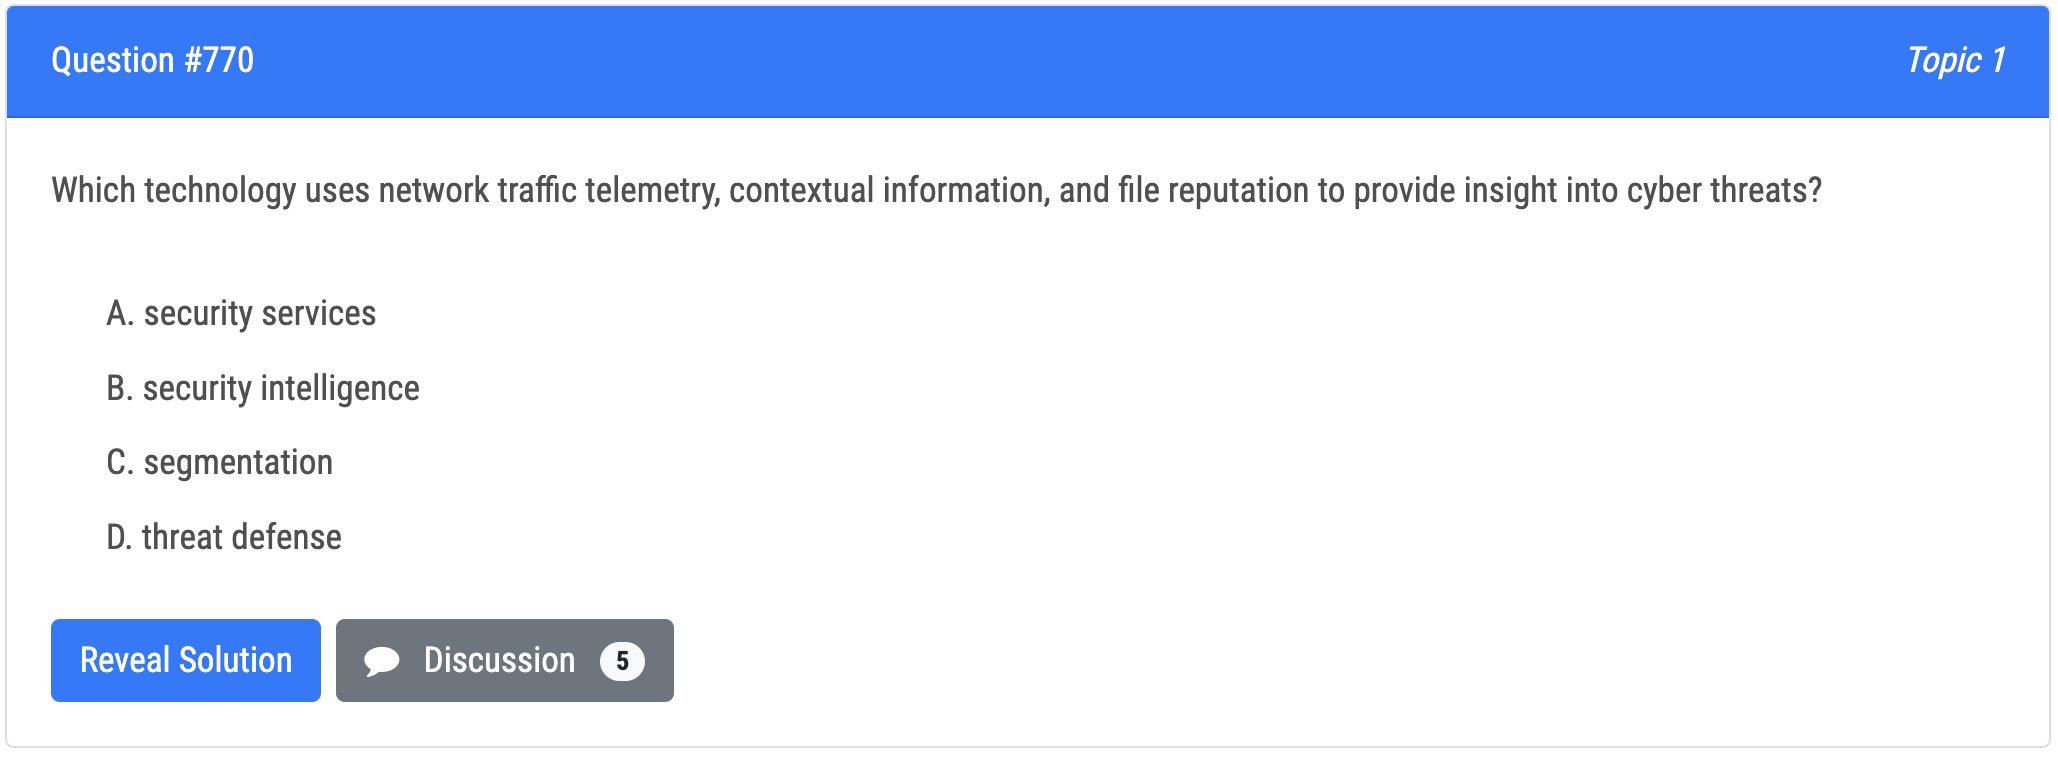 Question #770
Topic 1
Which technology uses network traffic telemetry, contextual information, and file reputation to provide insight into cyber threats?
A. security services
B. security intelligence
C. segmentation
D. threat defense
Reveal Solution
Discussion 5